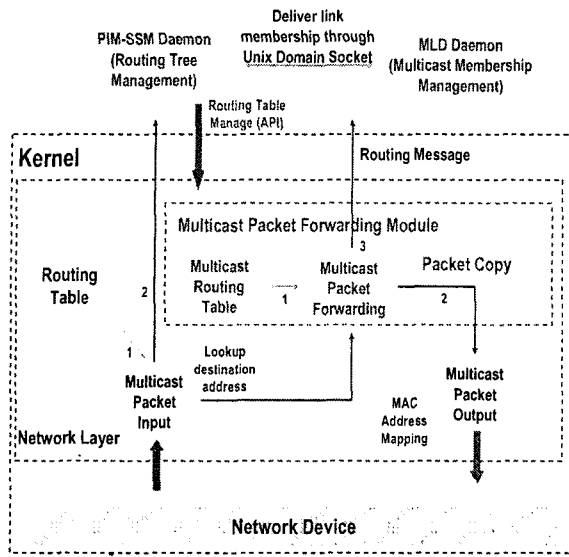 PIM-SSM Daemon
(Routing Tree
Management)
Deliver link
membership through
Unix Domain Socket
MLD Daemon
(Multicast Membership
Management)
Routing Table
Manage (API)
Kernel
Routing Message
Multicast Packet Forwarding Module
3
Routing
Table
2
Multicast
Routing
Table
1
Multicast
Packet
Forwarding
Packet Copy
2
1
Lookup
destination
address
Multicast
Packet
Input
MAC
Address
Mapping
Multicast
Packet
Output
Network Layer
Network Device